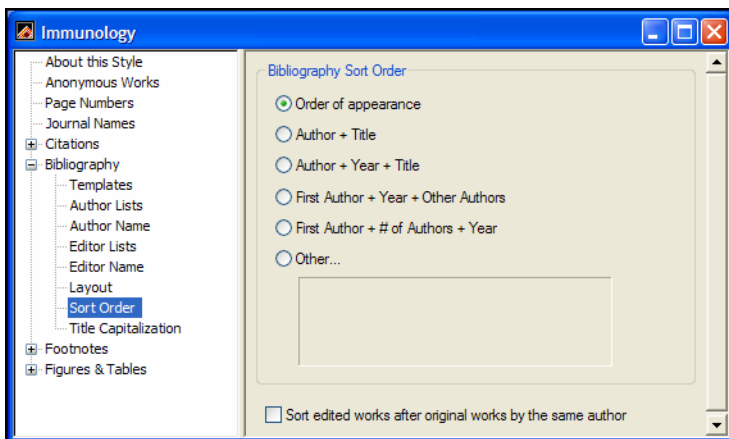 Immunology
About this Style
Anonymous Works
Page Numbers
Journal Names
Citations
Bibliography
Templates
Author Lists
Author Name
Editor Lists
Editor Name
Layout
Sort Order
Title Capitalization
Footnotes
Figures & Tables
Bibliography Sort Order
Order of appearance
Author + Title
Author + Year + Title
First Author + Year + Other Authors
First Author + # of Authors + Year
Other...
Sort edited works after original works by the same author